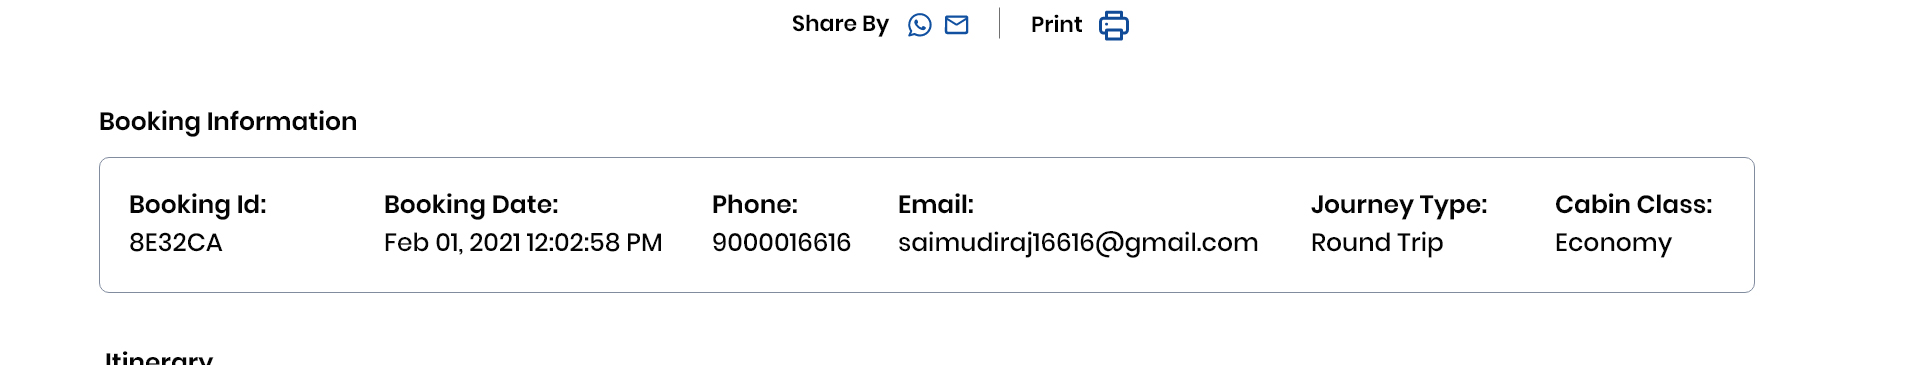 Share By Print
Booking Information
Booking Id: Booking Date: Phone: Email: Journey Type: Cabin Class:
8E32CA Feb 01, 2021 12:02:58 PM 9000016616 saimudiraj16616@gmail.com Round Trip Economy
Itinerary